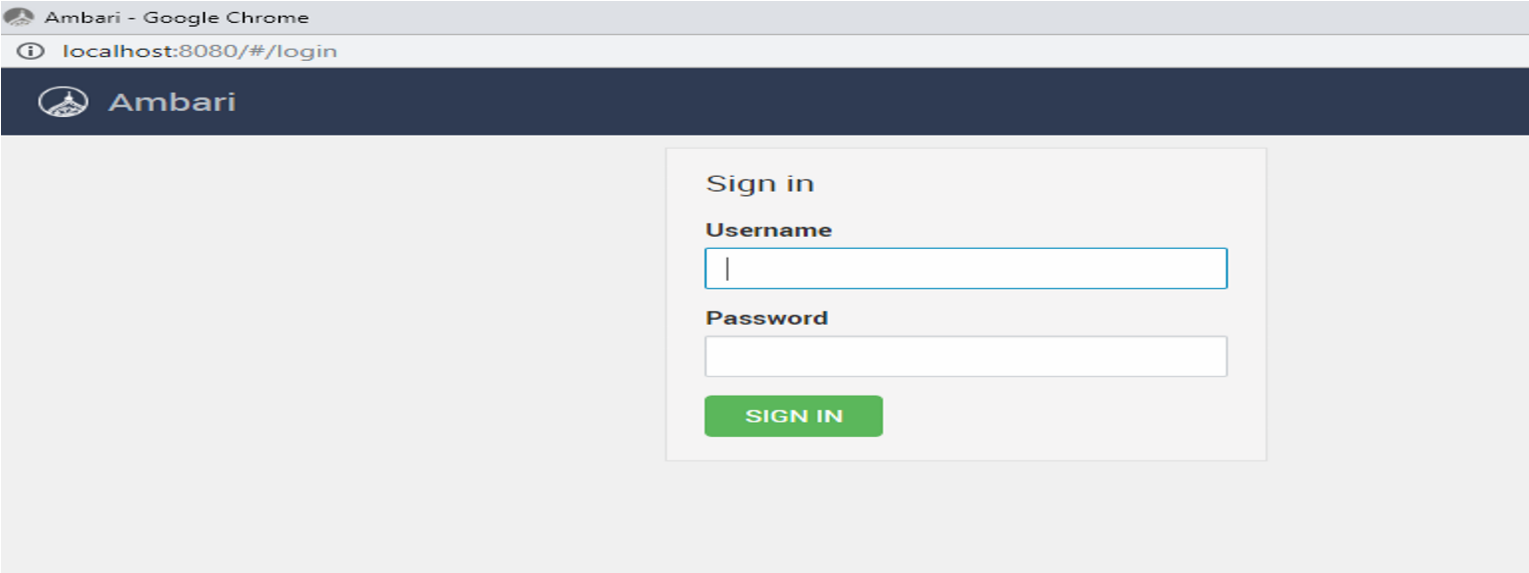 Ambari - Google Chrome
localhost:8080/#/login
Ambari
Sign in
Username
Password
SIGN IN